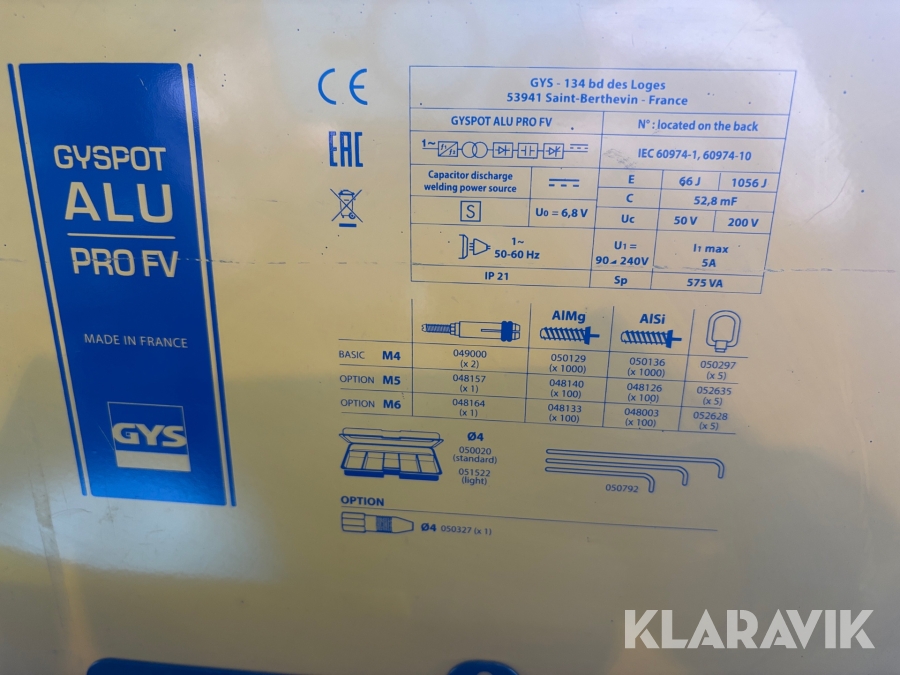 GYSPOT
ALU
PRO FV
MADE IN FRANCE
GYS
CE
EAC
GYS - 134 bd des Loges
53941 Saint-Berthevin - France
GYSPOT ALU PRO FV
N° : located on the back
1~
IEC 60974-1, 60974-10
Capacitor discharge
welding power source
E 66 J 1056 J
C 52,8 mF
S U0 = 6,8 V Uc 50 V 200 V
1~
50-60 Hz
U1 =
90 240V
I1 max
5A
IP 21 Sp 575 VA
AlMg AlSi
BASIC M4 049000 (x 2) 050129 (x 1000) 050136 (x 1000) 050297 (x 5)
OPTION M5 048157 (x 1) 048140 (x 100) 048126 (x 100) 052635 (x 5)
OPTION M6 048164 (x 1) 048133 (x 100) 048003 (x 100) 052628 (x 5)
Ø4
050020
(standard)
051522
(light)
050792
OPTION
Ø4 050327 (x 1)
KLARAVIK